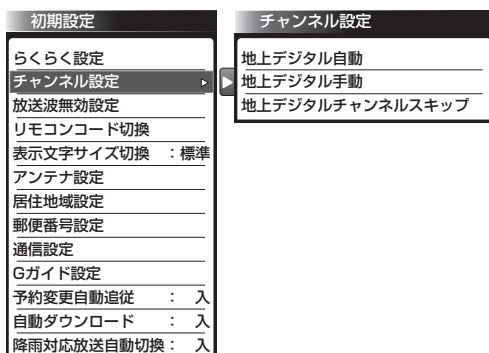 初期設定
らくらく設定
チャンネル設定
放送波無効設定
リモコンコード切換
表示文字サイズ切換 ：標準
アンテナ設定
居住地域設定
郵便番号設定
通信設定
Gガイド設定
予約変更自動追従 ： 入
自動ダウンロード ： 入
降雨対応放送自動切換： 入
チャンネル設定
地上デジタル自動
地上デジタル手動
地上デジタルチャンネルスキップ